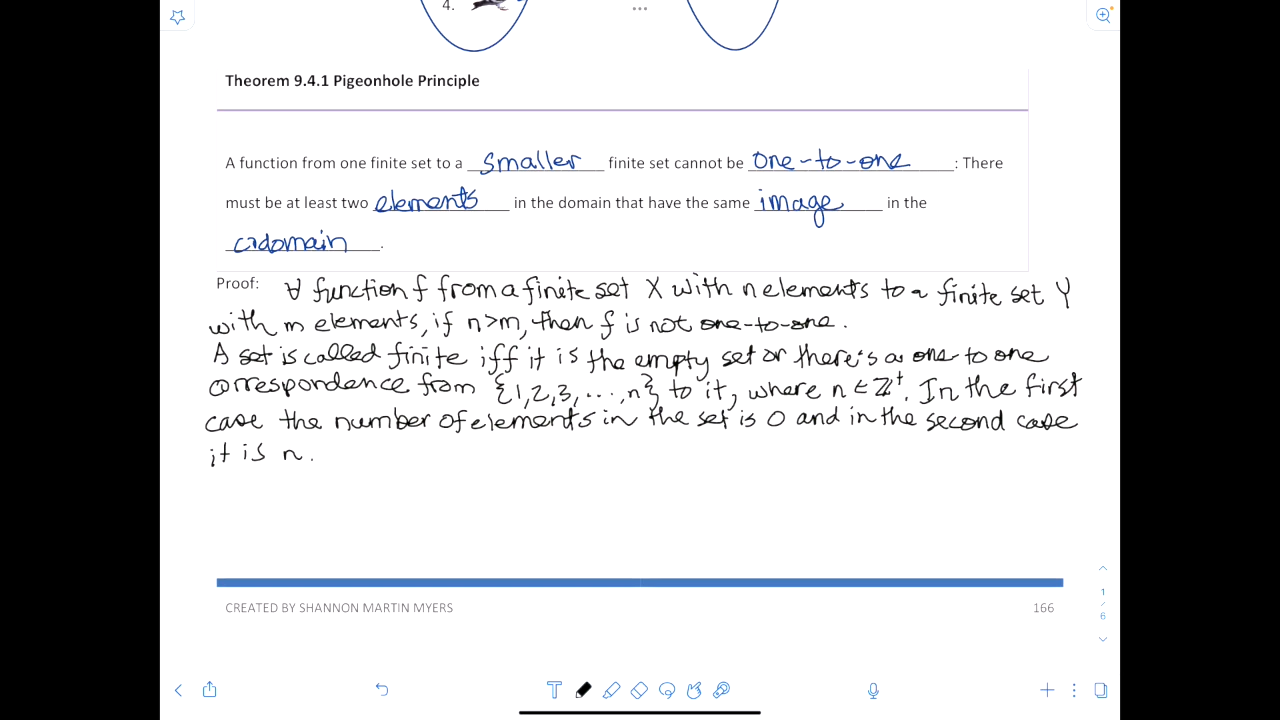 4.
Theorem 9.4.1 Pigeonhole Principle
A function from one finite set to a smaller finite set cannot be one-to-one: There
must be at least two elements in the domain that have the same image in the
codomain.
Proof: ∀ function f from a finite set X with n elements to a finite set Y
with m elements, if n>m, then f is not one-to-one.
A set is called finite iff it is the empty set or there's a one to one
correspondence from {1,2,3,...,n} to it, where n ∈ ℤ⁺. In the first
case the number of elements in the set is 0 and in the second case
it is n.
CREATED BY SHANNON MARTIN MYERS 166
1
/
6
T